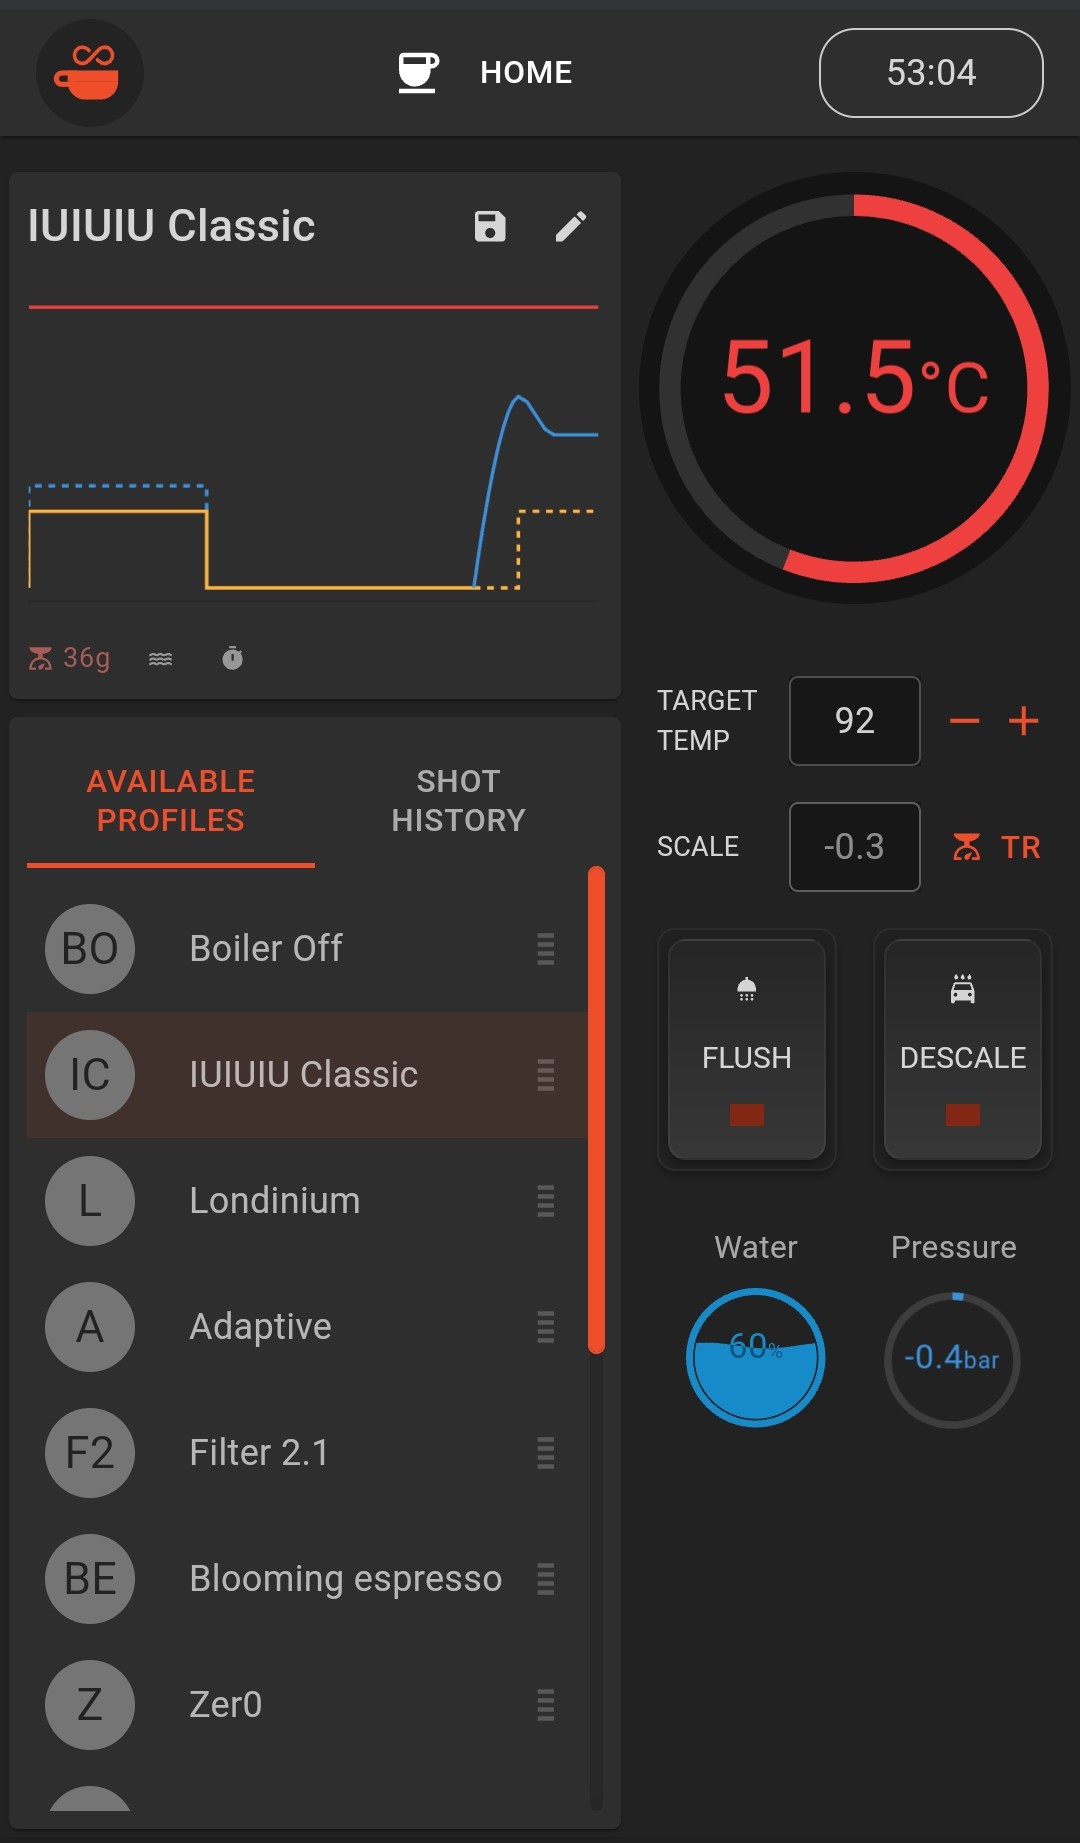 HOME
53:04
IUIUIU Classic
36g
51.5°C
TARGET
TEMP
92
SCALE
-0.3
TR
FLUSH
DESCALE
Water
Pressure
60%
-0.4bar
AVAILABLE
PROFILES
SHOT
HISTORY
BO
Boiler Off
IC
IUIUIU Classic
L
Londinium
A
Adaptive
F2
Filter 2.1
BE
Blooming espresso
Z
Zer0